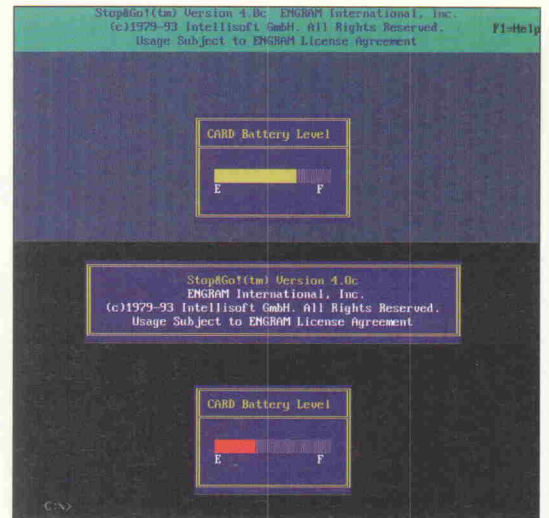 Stop&Go!(tm) Version 4.0c ENGRAM International, Inc.
(c)1979-93 Intellisoft GmbH. All Rights Reserved.
F1=Help
Usage Subject to ENGRAM License Agreement
CARD Battery Level
E F
Stop&Go!(tm) Version 4.0c
ENGRAM International, Inc.
(c)1979-93 Intellisoft GmbH. All Rights Reserved.
Usage Subject to ENGRAM License Agreement
CARD Battery Level
E F
C:\>